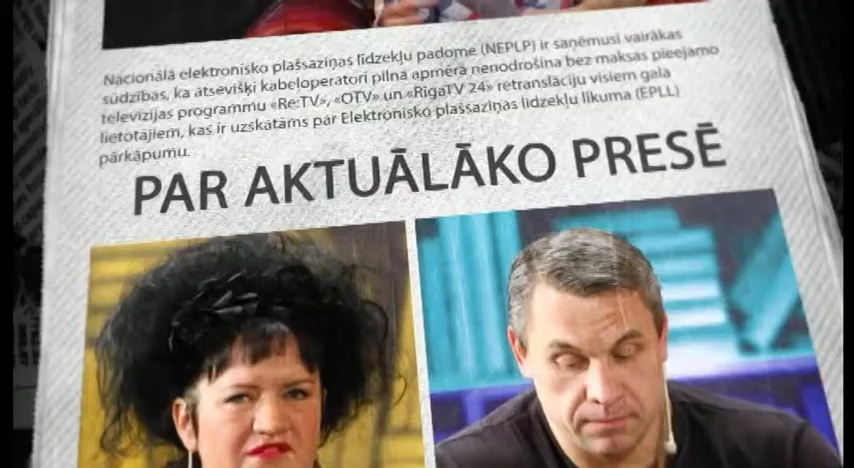 Nacionālā elektronisko plašsaziņas līdzekļu padome (NEPLP) ir saņēmusi vairākas
sūdzības, ka atsevišķi kabeļoperatori pilnā apmērā nenodrošina bez maksas pieejamo
televīzijas programmu «Re:TV», «OTV» un «RīgaTV 24» retranslāciju visiem gala
lietotājiem, kas ir uzskatāms par Elektronisko plašsaziņas līdzekļu likuma (EPLL)
pārkāpumu.
PAR AKTUĀLĀKO PRESĒ